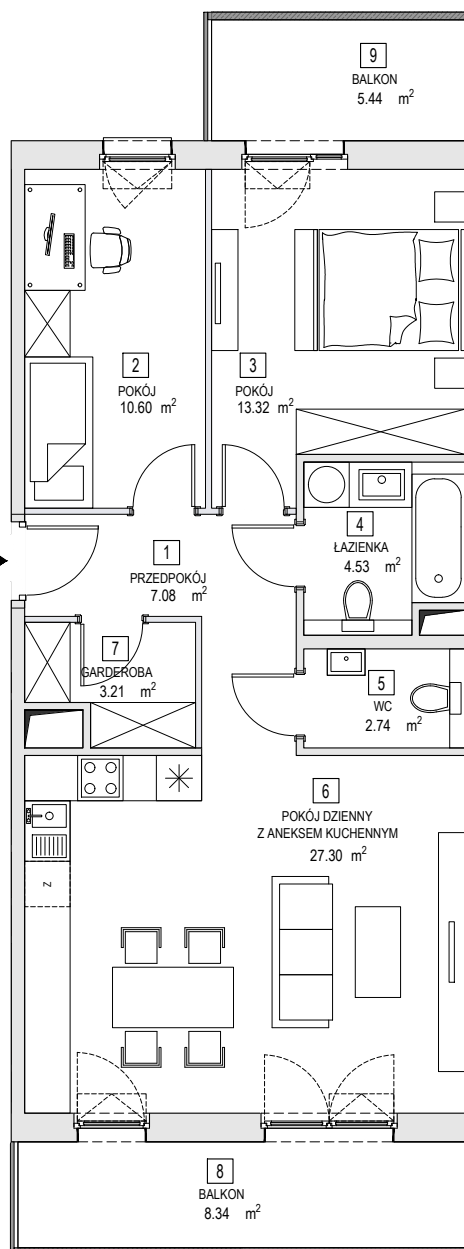 9
BALKON
5.44 m²
2
POKÓJ
10.60 m²
3
POKÓJ
13.32 m²
4
ŁAZIENKA
4.53 m²
1
PRZEDPOKÓJ
7.08 m²
7
GARDEROBA
3.21 m²
5
WC
2.74 m²
6
POKÓJ DZIENNY
Z ANEKSEM KUCHENNYM
27.30 m²
Z
8
BALKON
8.34 m²